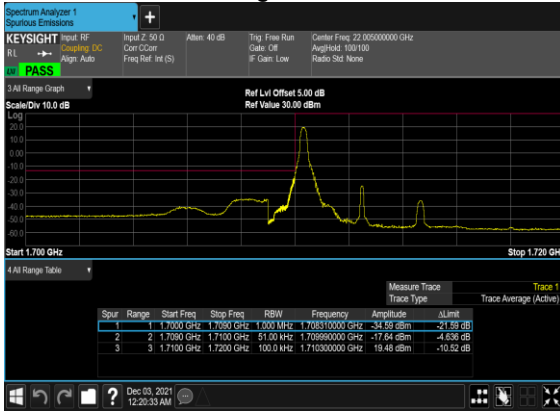 Spectrum Analyzer 1
Spurious Emissions
+
KEYSIGHT Input: RF Input Z: 50 Ω Atten: 40 dB Trig: Free Run Center Freq: 22.005000000 GHz
RL Coupling: DC Corr CCorr Gate: Off Avg|Hold: 100/100
Align: Auto Freq Ref: Int (S) IF Gain: Low Radio Std: None
PASS
3 All Range Graph
Ref Lvl Offset 5.00 dB
Scale/Div 10.0 dB Ref Value 30.00 dBm
Log
20.0
10.0
0.00
-10.0
-20.0
-30.0
-40.0
-50.0
-60.0
Start 1.700 GHz Stop 1.720 GH
4 All Range Table
Measure Trace Trace 1
Trace Type Trace Average (Active)
Spur Range Start Freq Stop Freq RBW Frequency Amplitude ΔLimit
1 1 1.7000 GHz 1.7090 GHz 1.000 MHz 1.708310000 GHz -34.59 dBm -21.59 dB
2 2 1.7090 GHz 1.7100 GHz 51.00 kHz 1.709990000 GHz -17.64 dBm -4.636 dB
3 3 1.7100 GHz 1.7200 GHz 100.0 kHz 1.710300000 GHz 19.48 dBm -10.52 dB
? Dec 03, 2021
12:20:33 AM